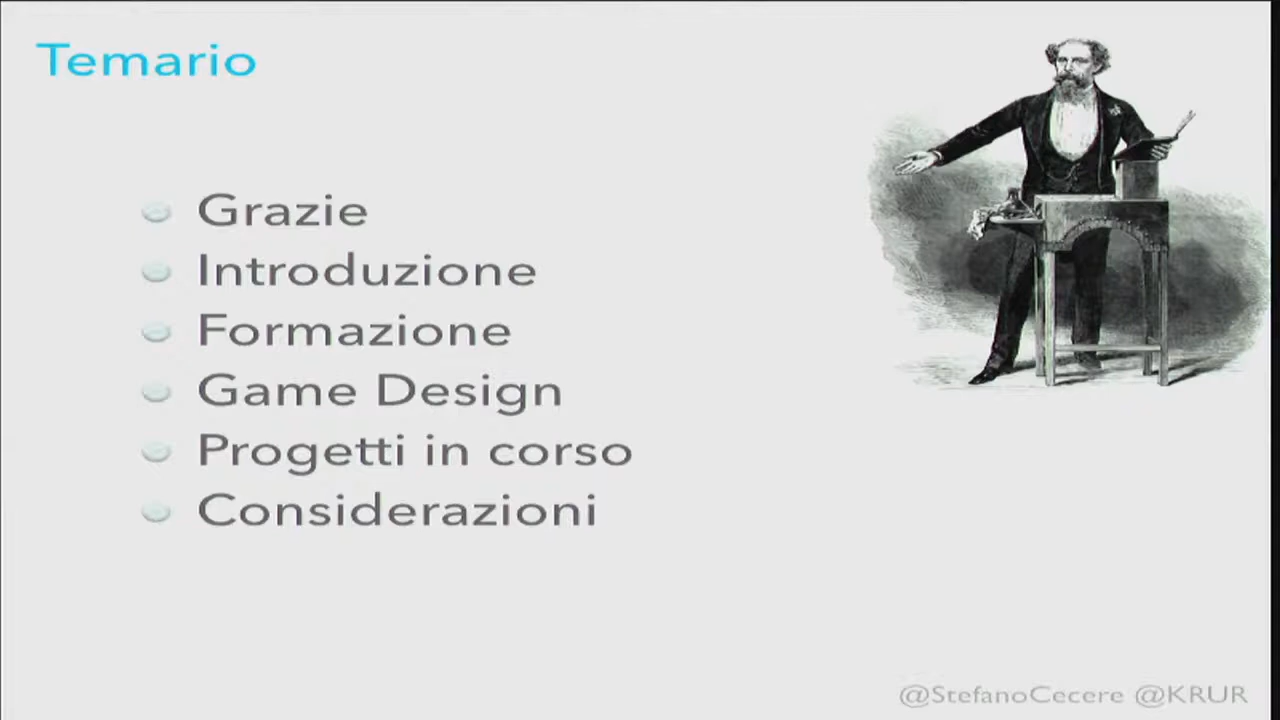 Temario
Grazie
Introduzione
Formazione
Game Design
Progetti in corso
Considerazioni
@StefanoCecere @KRUR